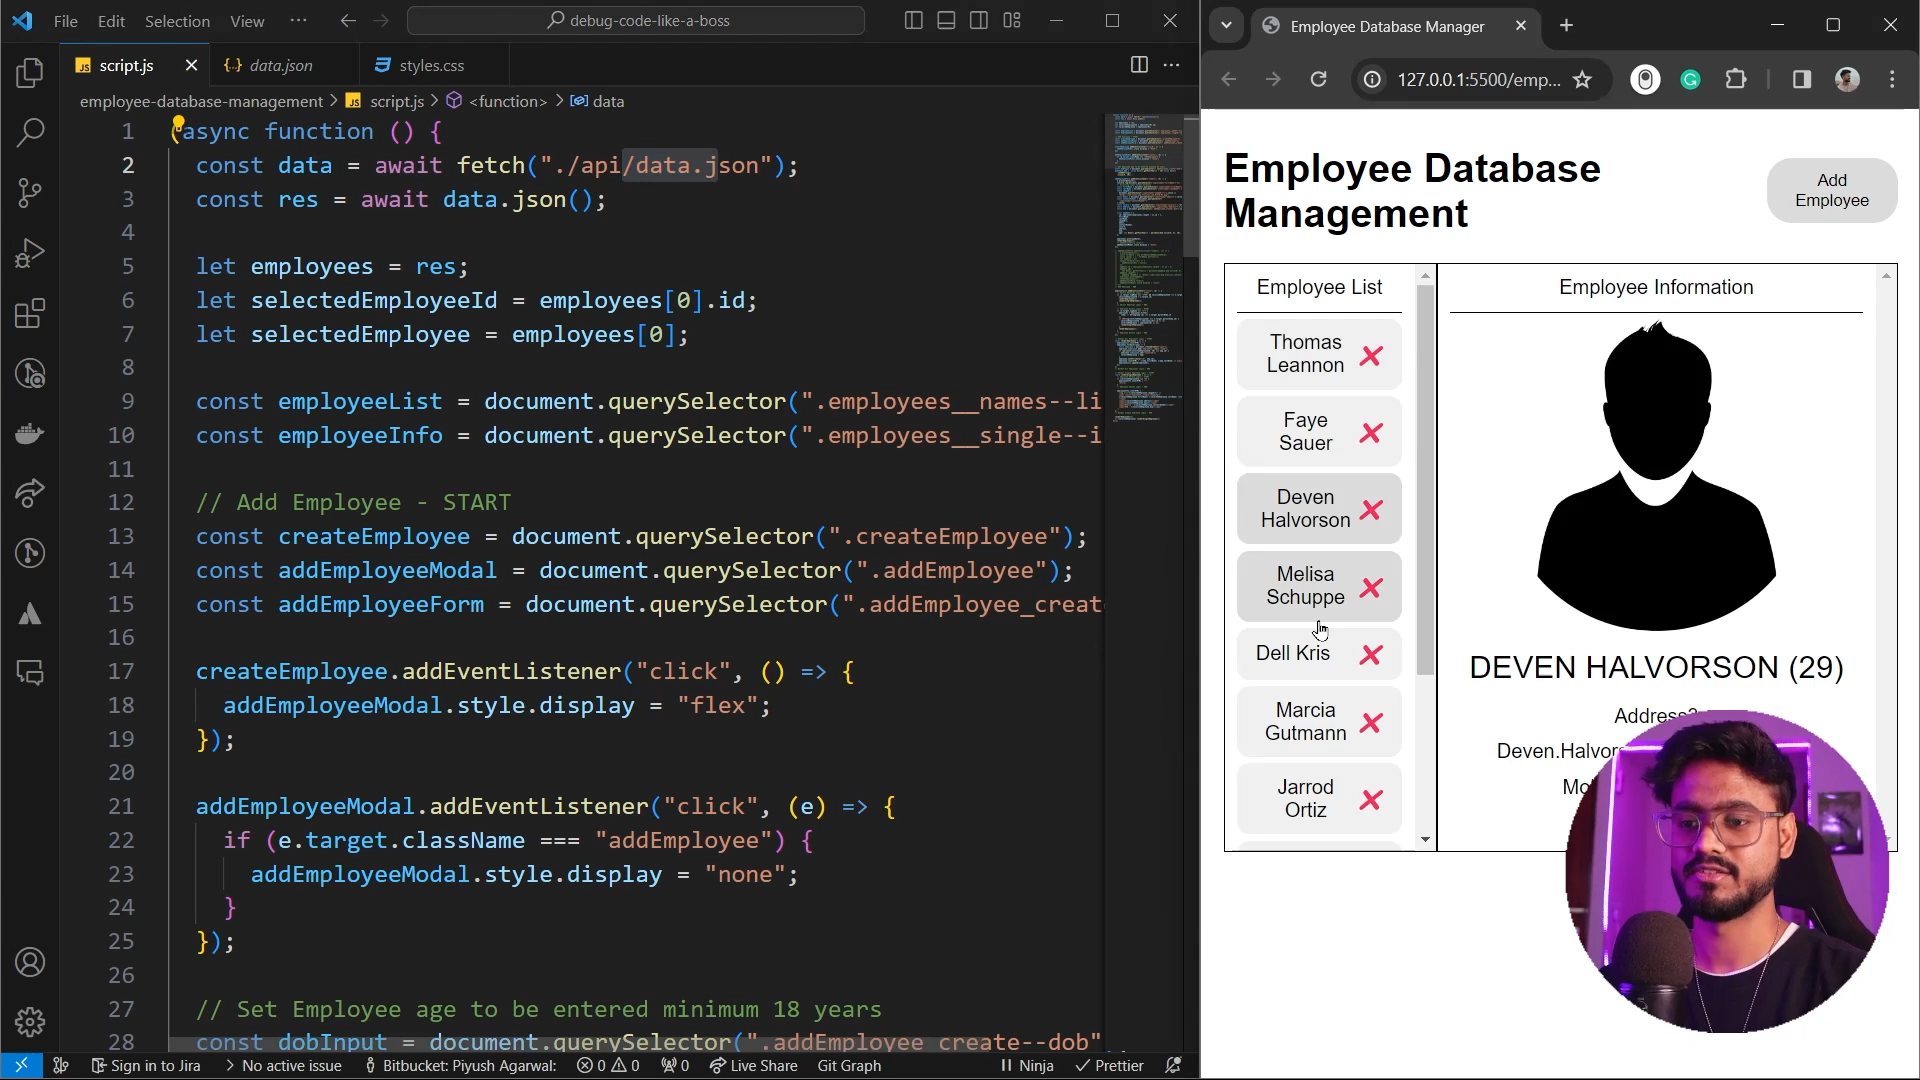 File Edit Selection View ··· debug-code-like-a-boss
script.js data.json styles.css
employee-database-management > script.js > <function> > data
1 (async function () {
2 const data = await fetch("./api/data.json");
3 const res = await data.json();
4
5 let employees = res;
6 let selectedEmployeeId = employees[0].id;
7 let selectedEmployee = employees[0];
8
9 const employeeList = document.querySelector(".employees__names--li
10 const employeeInfo = document.querySelector(".employees__single--i
11
12 // Add Employee - START
13 const createEmployee = document.querySelector(".createEmployee");
14 const addEmployeeModal = document.querySelector(".addEmployee");
15 const addEmployeeForm = document.querySelector(".addEmployee_creat
16
17 createEmployee.addEventListener("click", () => {
18 addEmployeeModal.style.display = "flex";
19 });
20
21 addEmployeeModal.addEventListener("click", (e) => {
22 if (e.target.className === "addEmployee") {
23 addEmployeeModal.style.display = "none";
24 }
25 });
26
27 // Set Employee age to be entered minimum 18 years
28 const dobInput = document.querySelector(".addEmployee_create--dob"
Sign in to Jira > No active issue Bitbucket: Piyush Agarwal: 0 0 0 Live Share Git Graph Ninja Prettier
Employee Database Manager
127.0.0.1:5500/emp...
Employee Database
Management
Add
Employee
Employee List
Thomas
Leannon
Faye
Sauer
Deven
Halvorson
Melisa
Schuppe
Dell Kris
Marcia
Gutmann
Jarrod
Ortiz
Employee Information
DEVEN HALVORSON (29)
Deven.Halvor